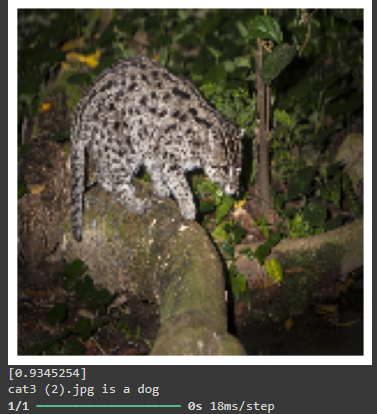 [0.9345254]
cat3 (2).jpg is a dog
1/1 ━━━━━━━━━━━━━━━━━━━━ 0s 18ms/step